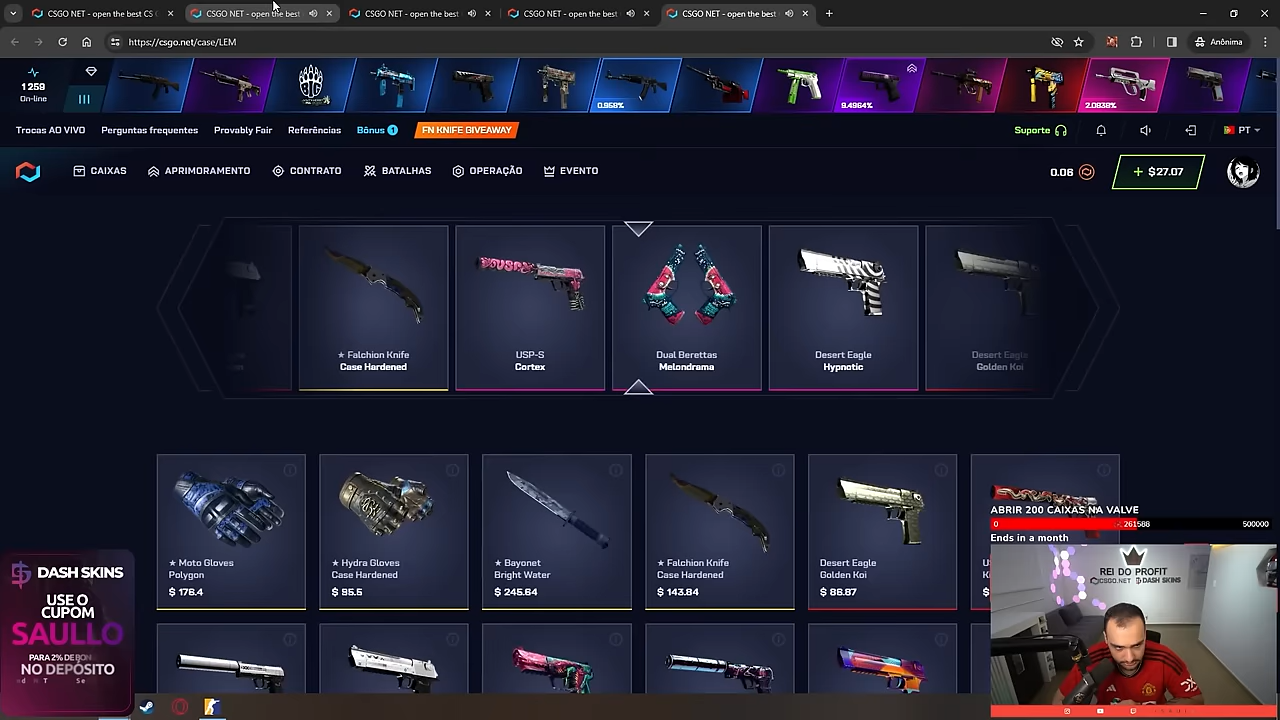 CSGO NET - open the best CS
CSGO NET - open the best
CSGO NET - open the best
CSGO NET - open the best
CSGO NET - open the best
https://csgo.net/case/LEM
Anônima
1 259
On-line
0.958%
9.4964%
2.0838%
Trocas AO VIVO
Perguntas frequentes
Provably Fair
Referências
Bônus 1
FN KNIFE GIVEAWAY
Suporte
PT
CAIXAS
APRIMORAMENTO
CONTRATO
BATALHAS
OPERAÇÃO
EVENTO
0.06
+ $27.07
★ Falchion Knife
Case Hardened
USP-S
Cortex
Dual Berettas
Melondrama
Desert Eagle
Hypnotic
Desert Eagle
Golden Koi
★ Moto Gloves
Polygon
$ 176.4
★ Hydra Gloves
Case Hardened
$ 95.5
★ Bayonet
Bright Water
$ 245.64
★ Falchion Knife
Case Hardened
$ 143.84
Desert Eagle
Golden Koi
$ 86.87
$
ABRIR 200 CAIXAS NA VALVE
0
261588
500000
Ends in a month
REI DO PROFIT
CSGO.NET
DASH SKINS
DASH SKINS
USE O
CUPOM
SAULLO
PARA 2% DE BON
NO DEPÓSITO